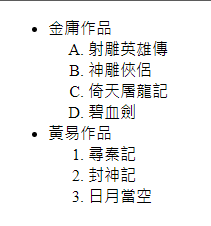 • 金庸作品
A. 射雕英雄傳
B. 神雕俠侶
C. 倚天屠龍記
D. 碧血劍
• 黃易作品
1. 尋秦記
2. 封神記
3. 日月當空